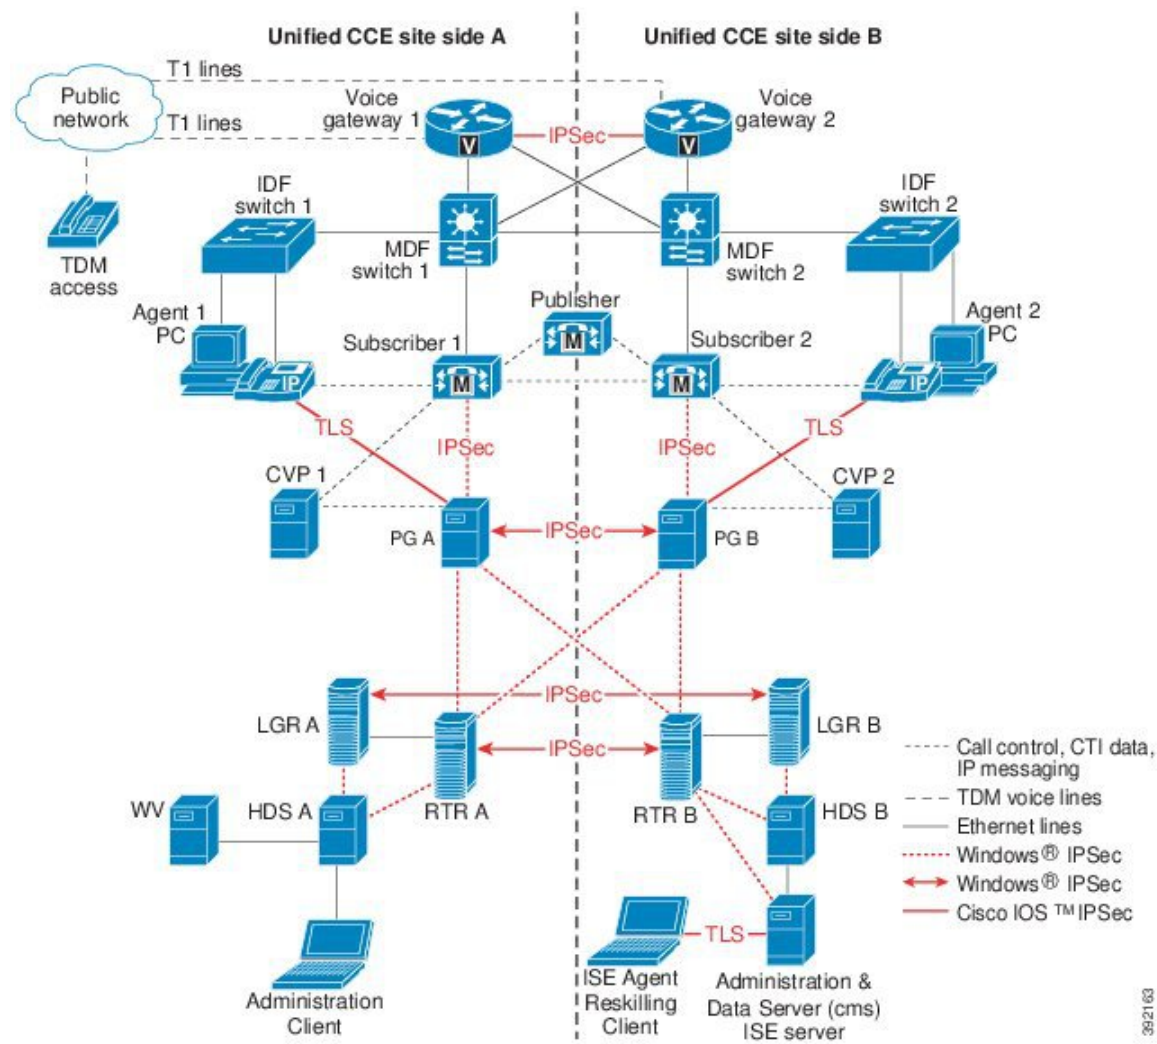 Unified CCE site side A
Unified CCE site side B
T1 lines
Public
network
T1 lines
Voice
gateway 1
V
IPSec
V
Voice
gateway 2
IDF
switch 1
IDF
switch 2
MDF
switch 1
MDF
switch 2
TDM
access
Publisher
M
Agent 1
PC
Agent 2
PC
Subscriber 1
Subscriber 2
IP
M
M
IP
TLS
IPSec
IPSec
TLS
CVP 1
CVP 2
PG A
IPSec
PG B
IPSec
LGR A
LGR B
IPSec
RTR A
RTR B
WV
HDS A
HDS B
Call control, CTI data,
IP messaging
TDM voice lines
Ethernet lines
Windows® IPSec
Windows® IPSec
Cisco IOS ™ IPSec
TLS
Administration
Client
ISE Agent
Reskilling
Client
Administration &
Data Server (cms)
ISE server
392163